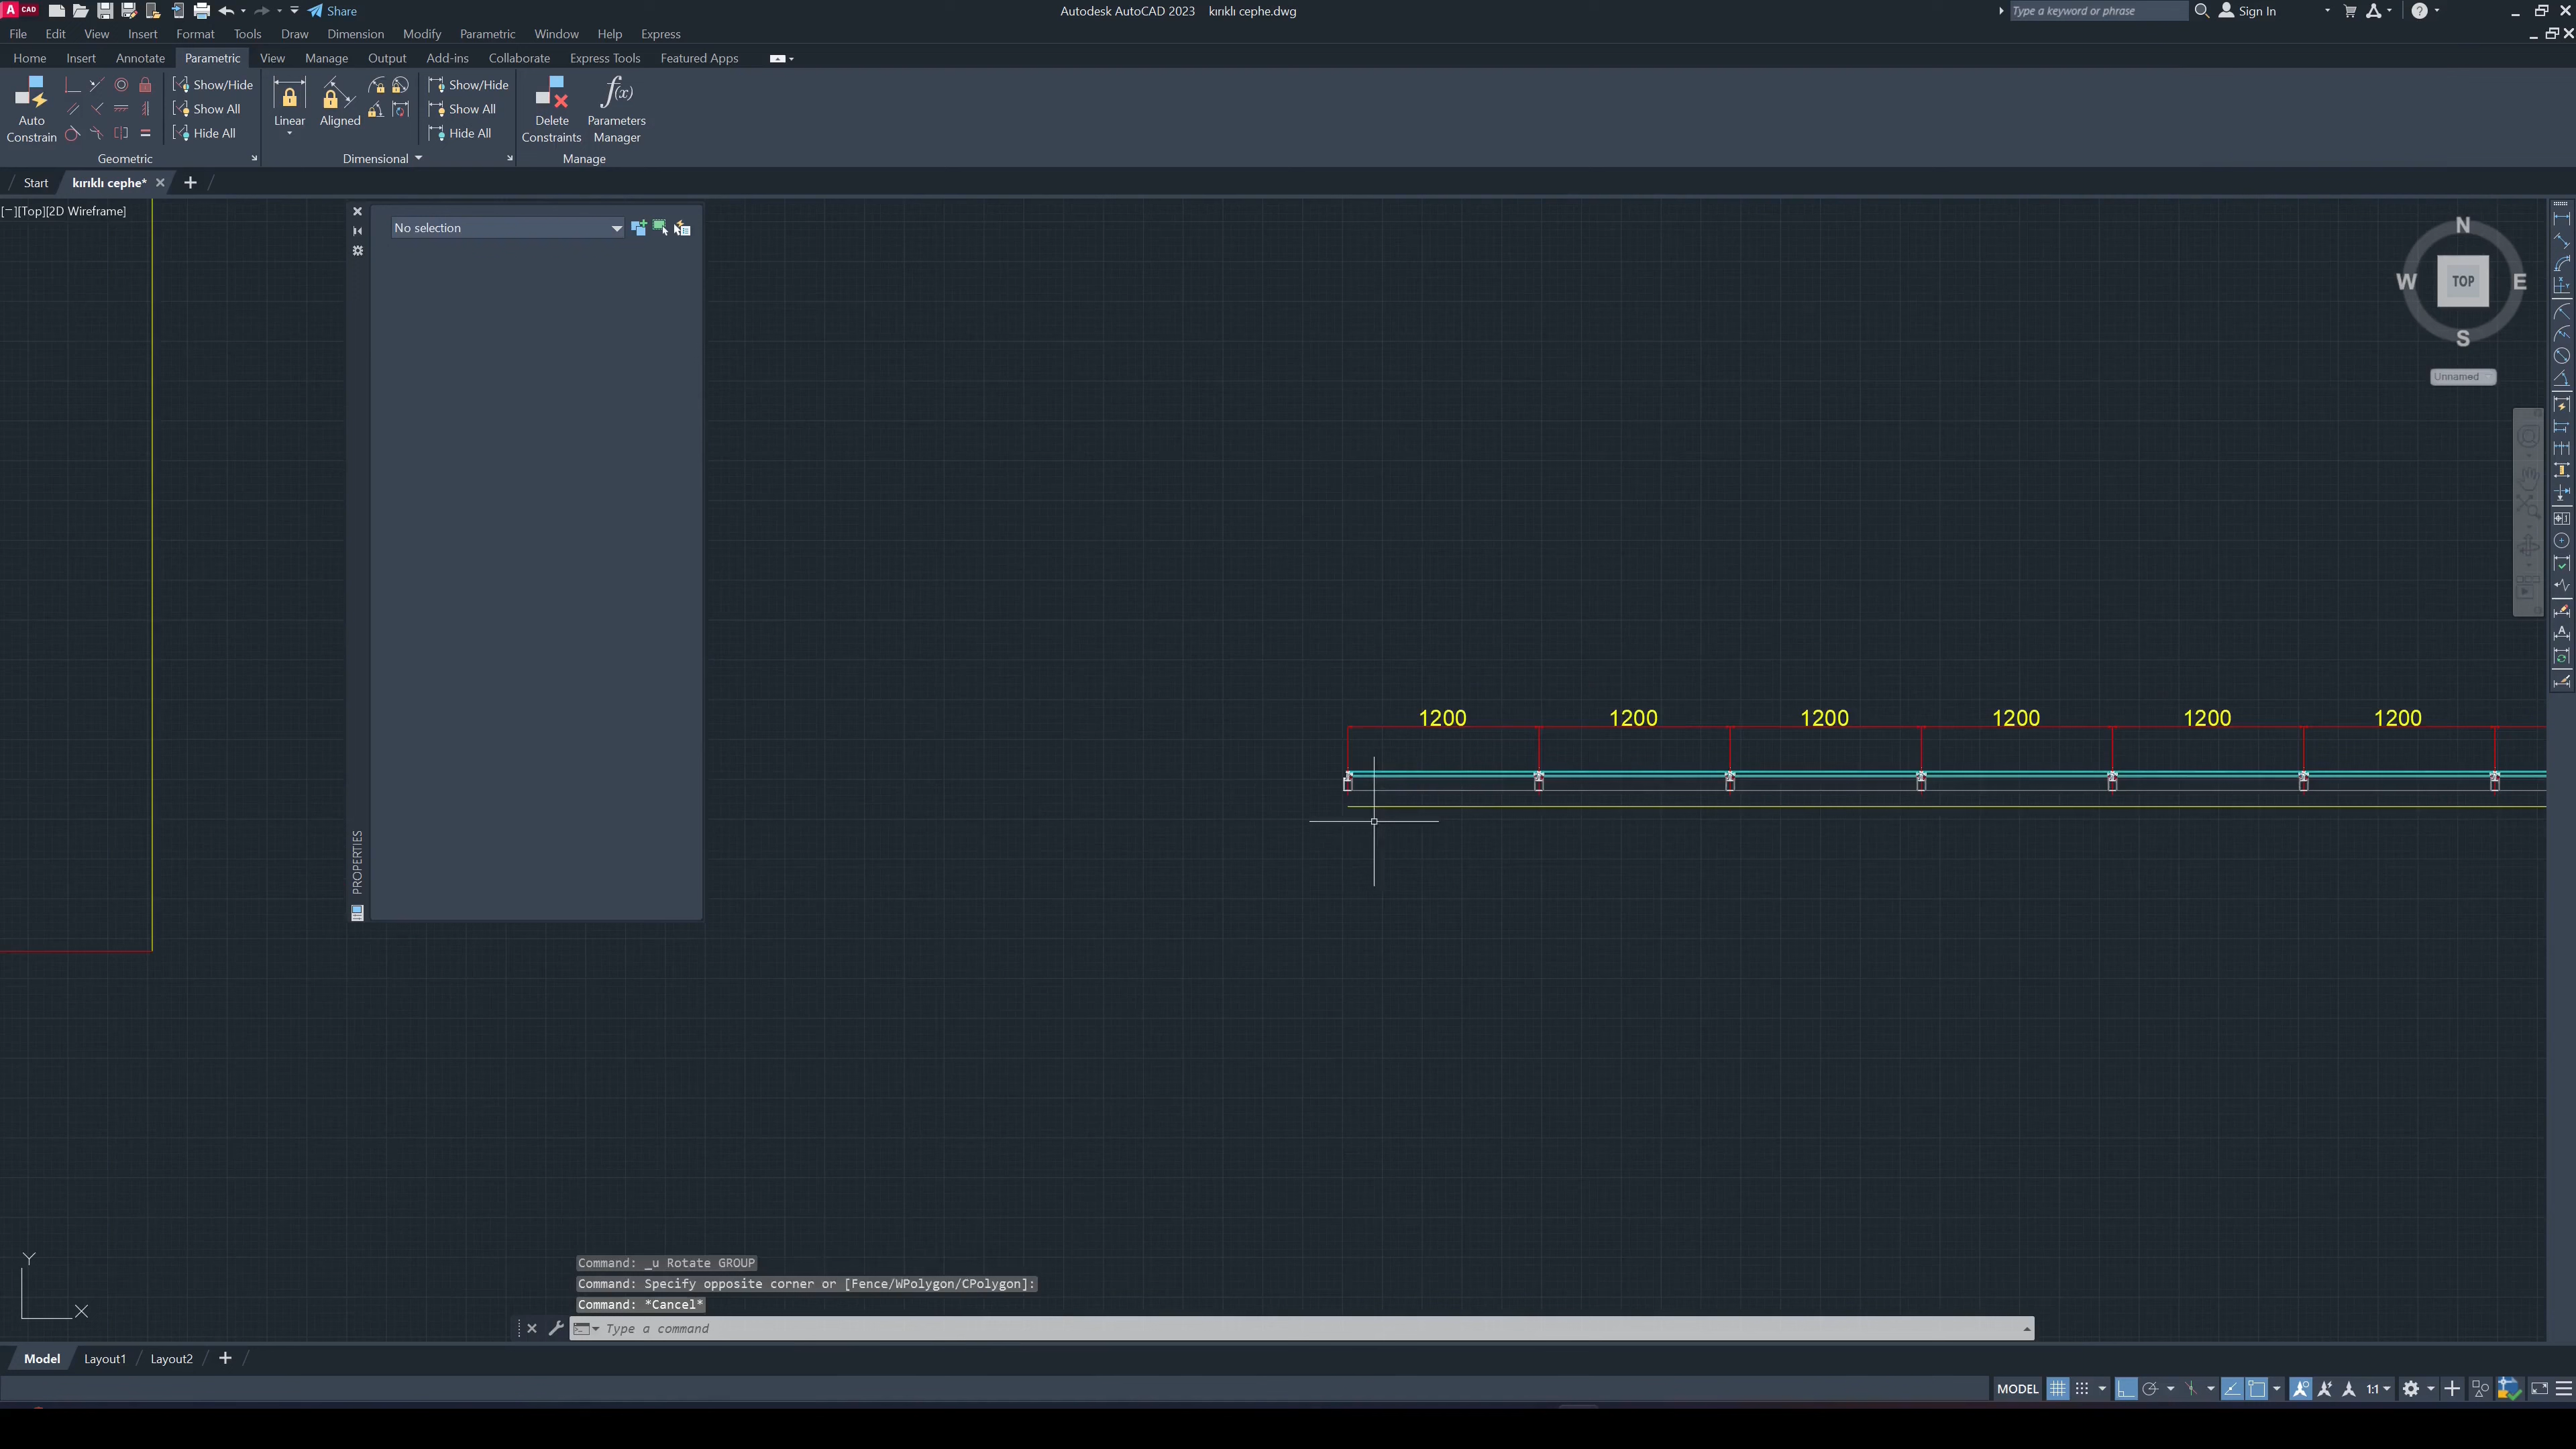 A CAD
Share
Autodesk AutoCAD 2023 kırıklı cephe.dwg
Type a keyword or phrase
Sign In
File Edit View Insert Format Tools Draw Dimension Modify Parametric Window Help Express
Home Insert Annotate Parametric View Manage Output Add-ins Collaborate Express Tools Featured Apps
Auto Constrain
Show/Hide
Show All
Hide All
Geometric
Linear
Aligned
Show/Hide
Show All
Hide All
Dimensional
Delete Constraints
f(x)
Parameters Manager
Manage
Start
kırıklı cephe*
[−][Top][2D Wireframe]
No selection
PROPERTIES
N
W
TOP
E
S
Unnamed
1200 1200 1200 1200 1200 1200
Y
X
Command: _u Rotate GROUP
Command: Specify opposite corner or [Fence/WPolygon/CPolygon]:
Command: *Cancel*
Type a command
Model Layout1 Layout2
MODEL
1:1